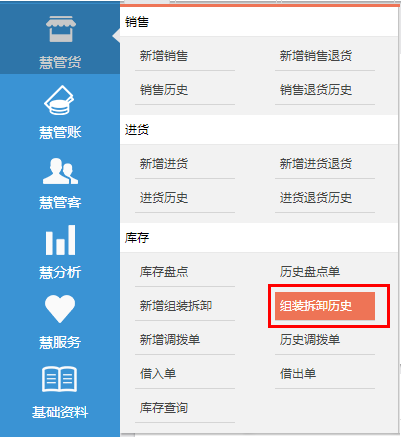 慧管货
慧管账
慧管客
慧分析
慧服务
基础资料
销售
新增销售 新增销售退货
销售历史 销售退货历史
进货
新增进货 新增进货退货
进货历史 进货退货历史
库存
库存盘点 历史盘点单
新增组装拆卸 组装拆卸历史
新增调拨单 历史调拨单
借入单 借出单
库存查询